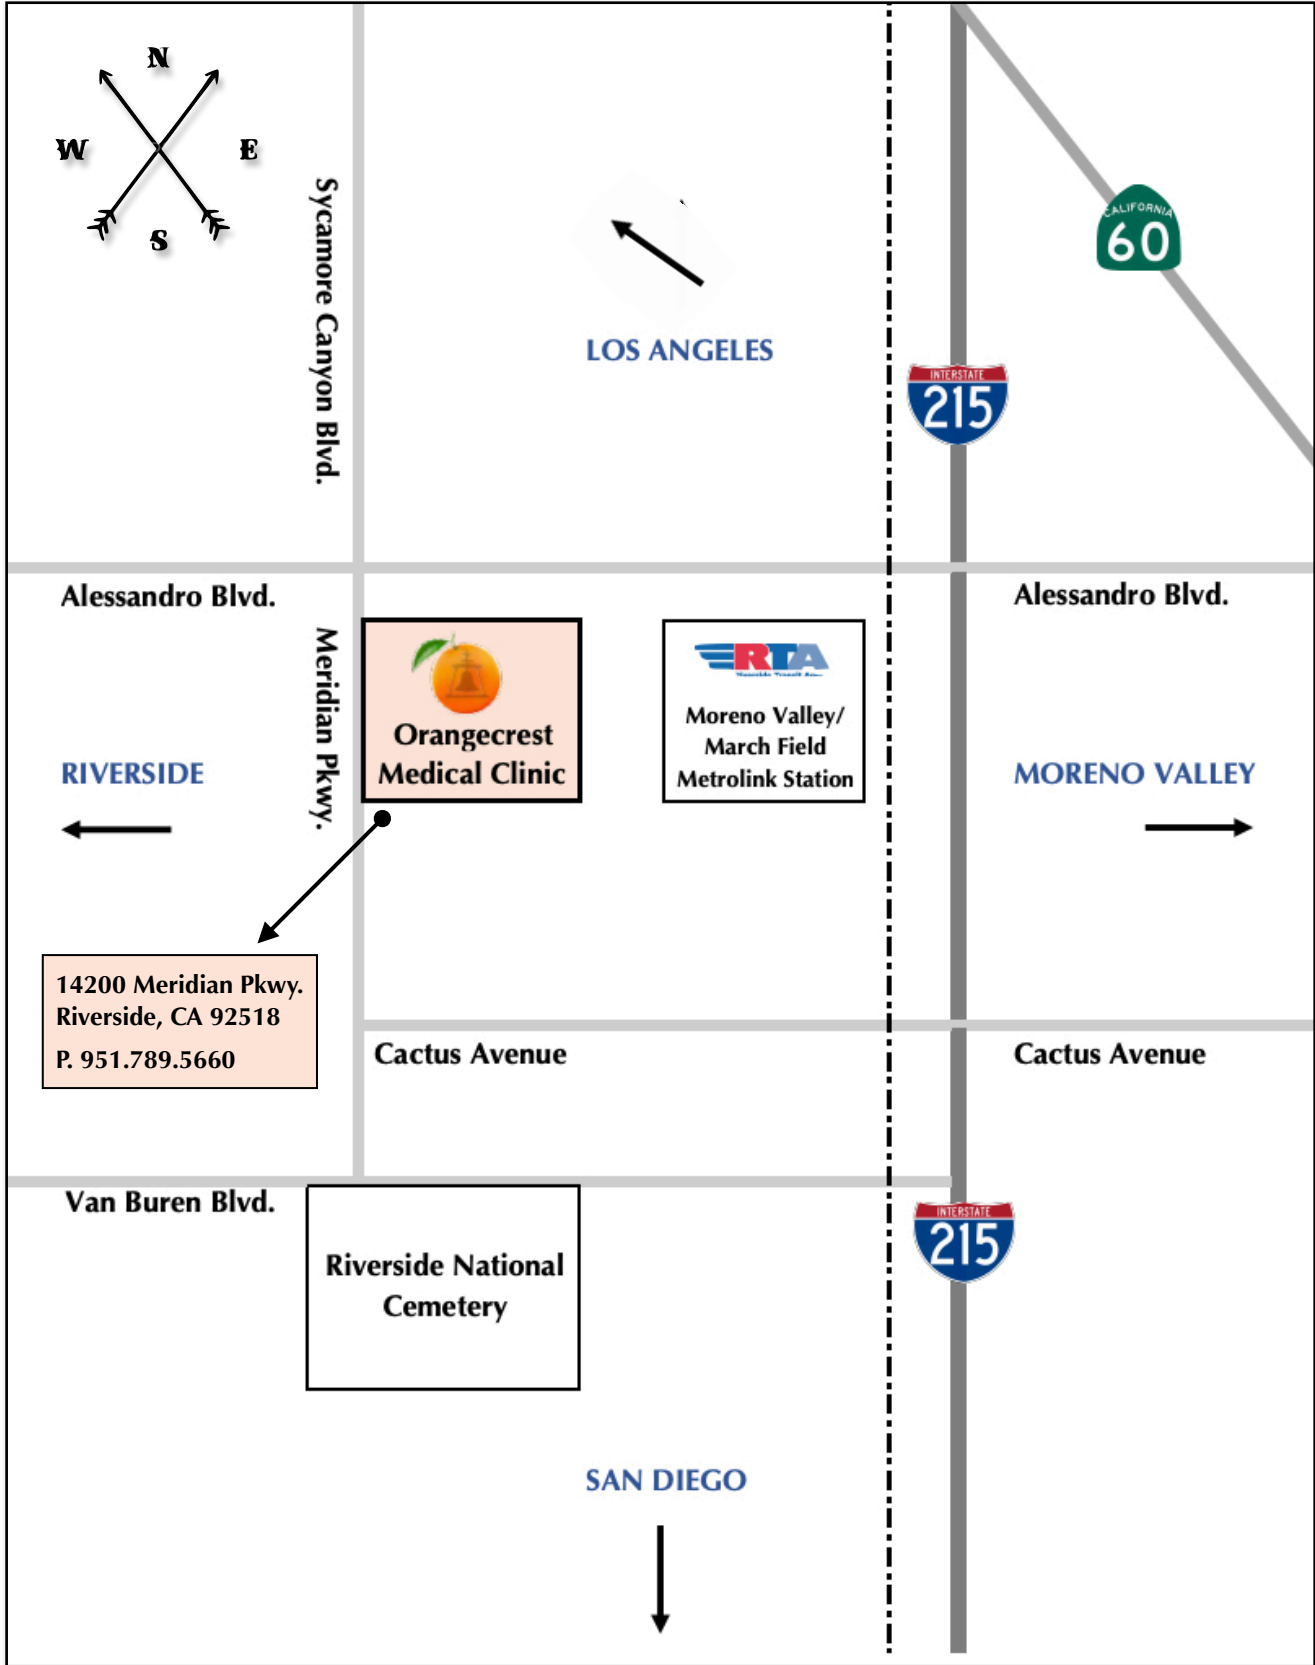 N
W
E
S
Sycamore Canyon Blvd.
CALIFORNIA
60
LOS ANGELES
INTERSTATE
215
Alessandro Blvd.
Alessandro Blvd.
Meridian Pkwy.
Orangecrest
Medical Clinic
RTA
Riverside Transit
Moreno Valley/
March Field
Metrolink Station
RIVERSIDE
MORENO VALLEY
14200 Meridian Pkwy.
Riverside, CA 92518
P. 951.789.5660
Cactus Avenue
Cactus Avenue
Van Buren Blvd.
INTERSTATE
215
Riverside National
Cemetery
SAN DIEGO